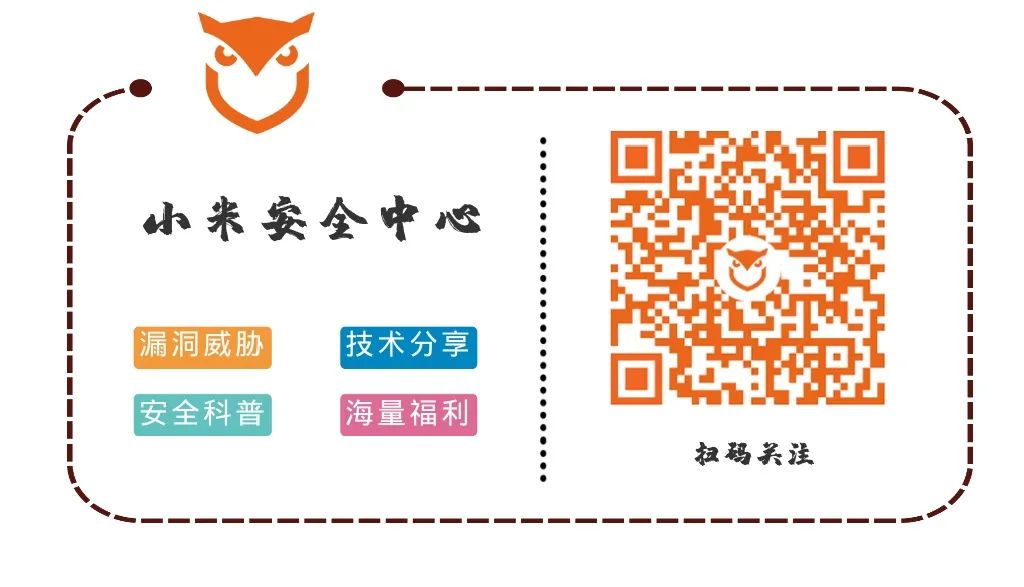 小米安全中心
漏洞威胁
技术分享
安全科普
海量福利
扫码关注